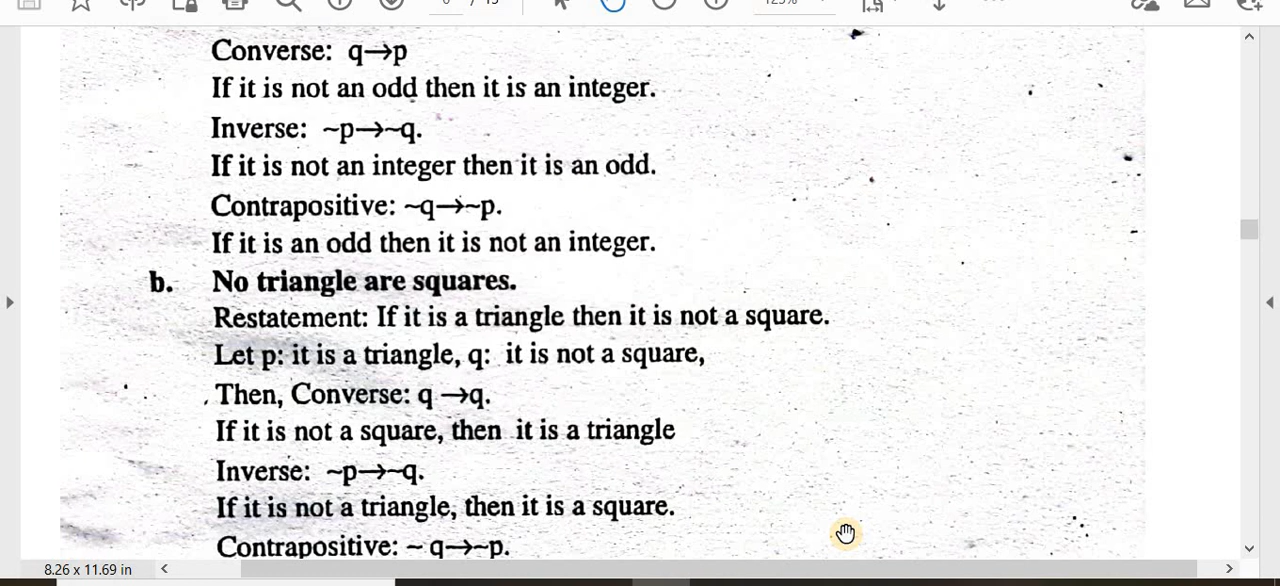 Converse: q→p
If it is not an odd then it is an integer.
Inverse: ~p→~q.
If it is not an integer then it is an odd.
Contrapositive: ~q→~p.
If it is an odd then it is not an integer.
b. No triangle are squares.
Restatement: If it is a triangle then it is not a square.
Let p: it is a triangle, q: it is not a square,
Then, Converse: q →q.
If it is not a square, then it is a triangle
Inverse: ~p→~q.
If it is not a triangle, then it is a square.
Contrapositive: ~ q→~p.
8.26 x 11.69 in